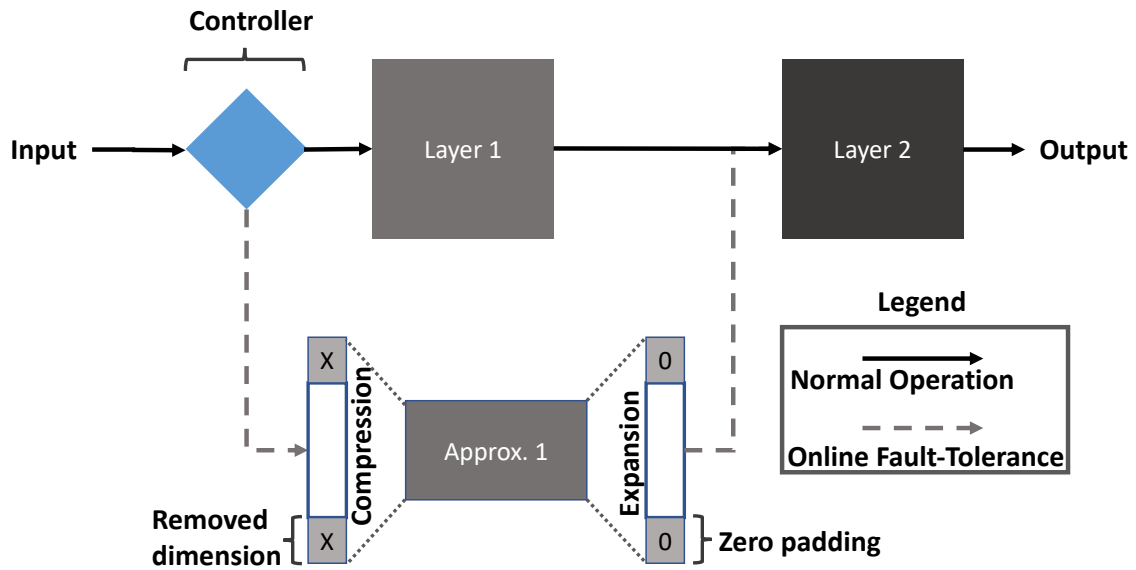 Controller
Input
Layer 1
Layer 2
Output
Legend
Normal Operation
Online Fault-Tolerance
X
Compression
X
Approx. 1
0
Expansion
0
Removed
dimension
Zero padding